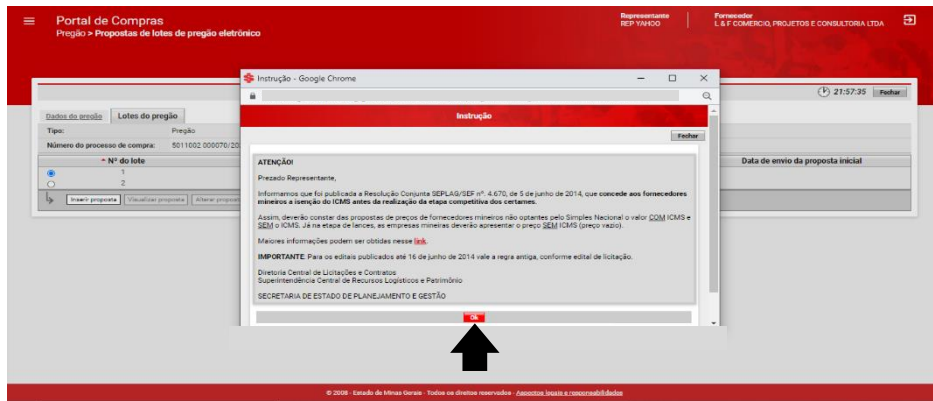 Portal de Compras
Pregão > Propostas de lotes de pregão eletrônico
Representante
REP YAHOO
Fornecedor
L & F COMERCIO, PROJETOS E CONSULTORIA LTDA
21:57:35 Fechar
Dados do pregão Lotes do pregão
Tipo: Pregão
Número do processo de compra: 5011002 000070/20
Nº do lote
Data de envio da proposta inicial
1
2
Inserir proposta Visualizar proposta Alterar propost
Instrução - Google Chrome
Instrução
Fechar
ATENÇÃO!
Prezado Representante,
Informamos que foi publicada a Resolução Conjunta SEPLAG/SEF nº. 4.670, de 5 de junho de 2014, que concede aos fornecedores
mineiros a isenção do ICMS antes da realização da etapa competitiva dos certames.
Assim, deverão constar das propostas de preços de fornecedores mineiros não optantes pelo Simples Nacional o valor COM ICMS e
SEM o ICMS. Já na etapa de lances, as empresas mineiras deverão apresentar o preço SEM ICMS (preço vazio).
Maiores informações podem ser obtidas nesse link.
IMPORTANTE: Para os editais publicados até 16 de junho de 2014 vale a regra antiga, conforme edital de licitação.
Diretoria Central de Licitações e Contratos
Superintendência Central de Recursos Logísticos e Patrimônio
SECRETARIA DE ESTADO DE PLANEJAMENTO E GESTÃO
Ok
© 2008 - Estado de Minas Gerais - Todos os direitos reservados - Aspectos legais e responsabilidades